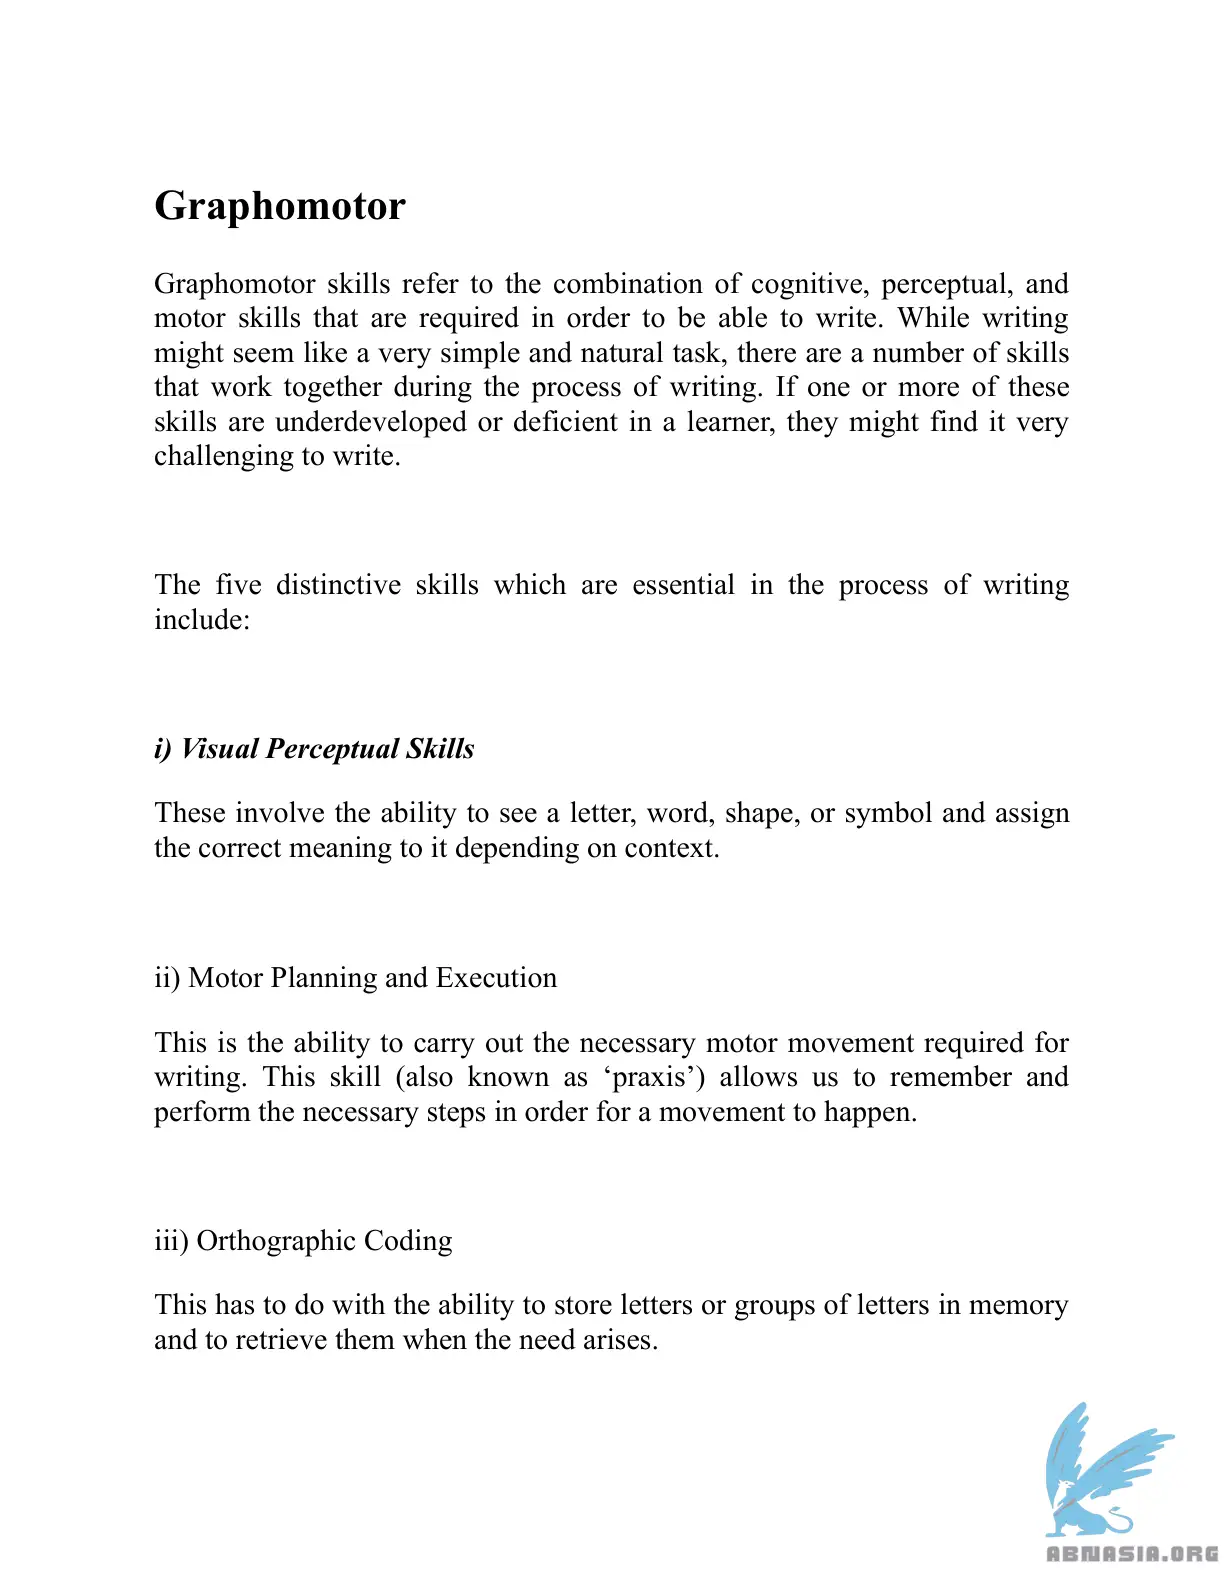 Graphomotor
Graphomotor skills refer to the combination of cognitive, perceptual, and
motor skills that are required in order to be able to write. While writing
might seem like a very simple and natural task, there are a number of skills
that work together during the process of writing. If one or more of these
skills are underdeveloped or deficient in a learner, they might find it very
challenging to write.
The five distinctive skills which are essential in the process of writing
include:
i) Visual Perceptual Skills
These involve the ability to see a letter, word, shape, or symbol and assign
the correct meaning to it depending on context.
ii) Motor Planning and Execution
This is the ability to carry out the necessary motor movement required for
writing. This skill (also known as ‘praxis’) allows us to remember and
perform the necessary steps in order for a movement to happen.
iii) Orthographic Coding
This has to do with the ability to store letters or groups of letters in memory
and to retrieve them when the need arises.
ABNASIA.ORG